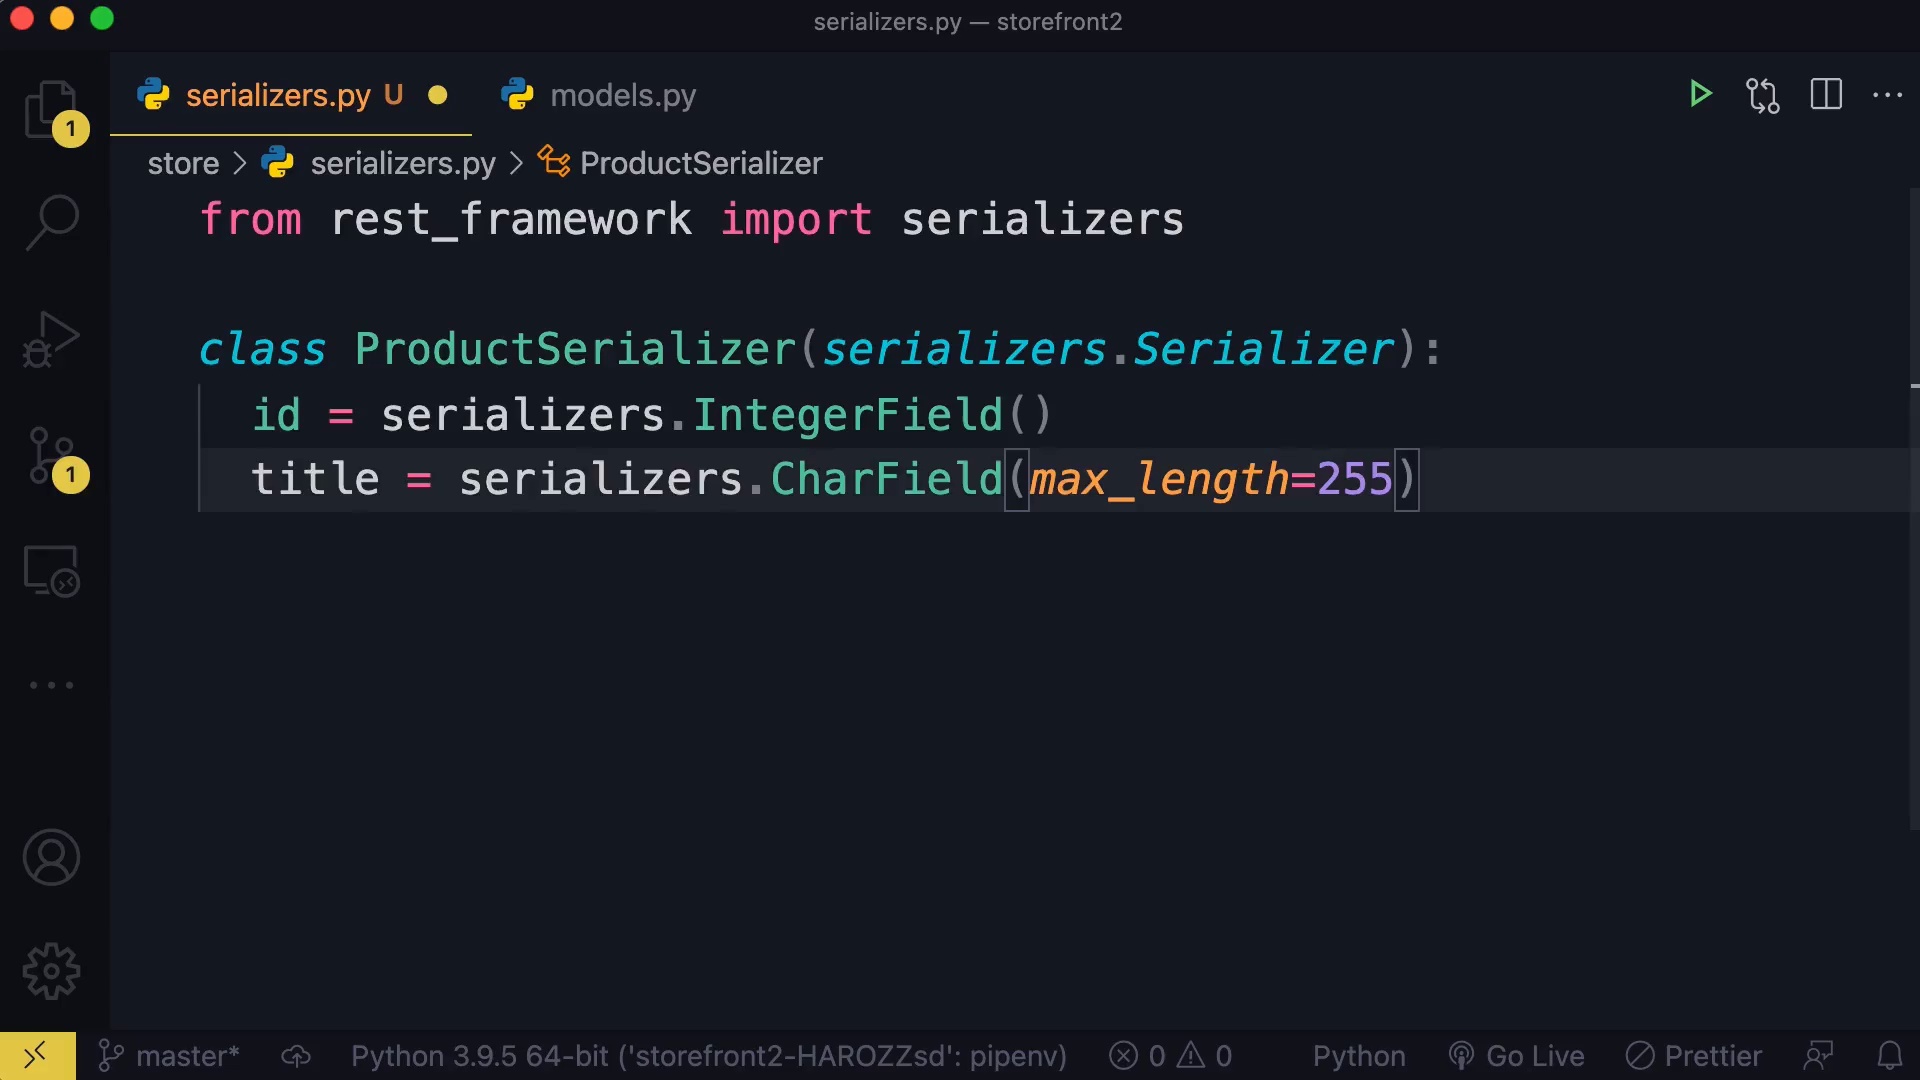 serializers.py — storefront2
serializers.py U
models.py
store > serializers.py > ProductSerializer
from rest_framework import serializers
class ProductSerializer(serializers.Serializer):
id = serializers.IntegerField()
title = serializers.CharField(max_length=255)
1
1
master* Python 3.9.5 64-bit ('storefront2-HAROZZsd': pipenv) 0 0 Python Go Live Prettier